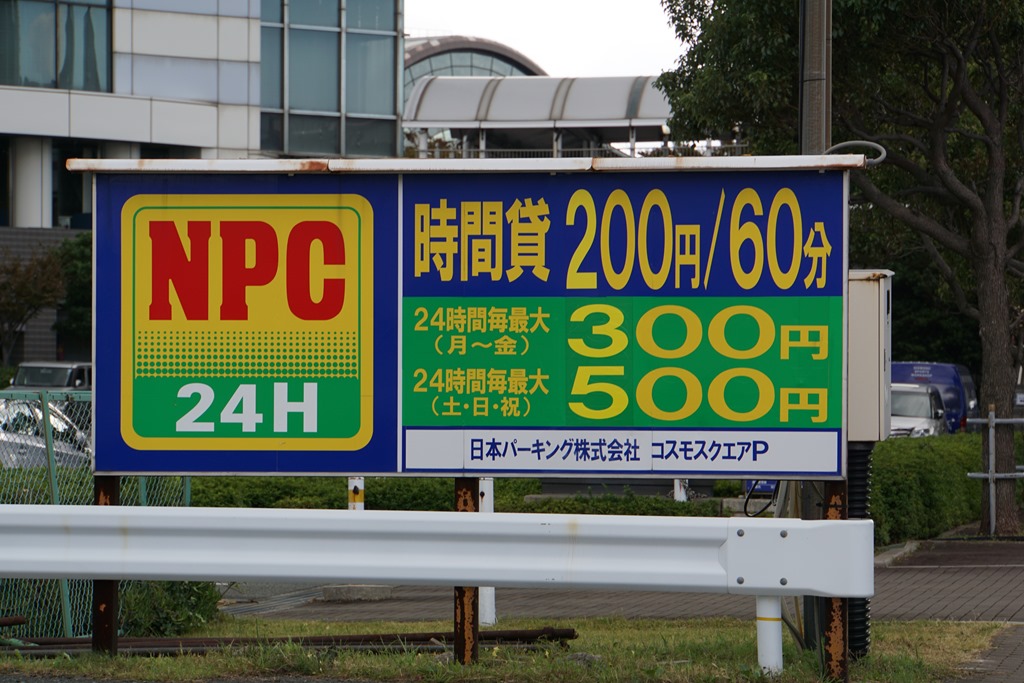 NPC
24H
時間貸 200円/60分
24時間毎最大
(月〜金)
300円
24時間毎最大
(土・日・祝)
500円
日本パーキング株式会社 コスモスクエアP